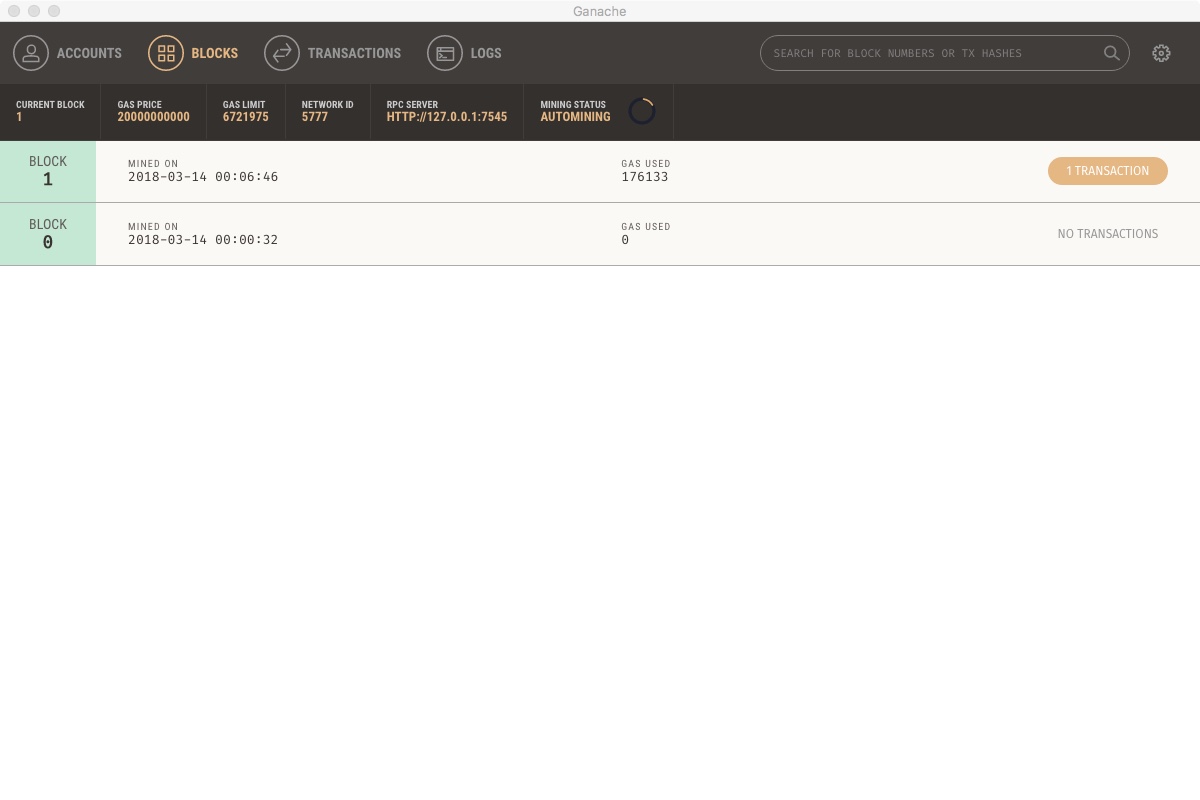 Ganache
ACCOUNTS BLOCKS TRANSACTIONS LOGS SEARCH FOR BLOCK NUMBERS OR TX HASHES
CURRENT BLOCK GAS PRICE GAS LIMIT NETWORK ID RPC SERVER MINING STATUS
1 20000000000 6721975 5777 HTTP://127.0.0.1:7545 AUTOMINING
BLOCK MINED ON GAS USED
1 2018-03-14 00:06:46 176133 1 TRANSACTION
BLOCK MINED ON GAS USED
0 2018-03-14 00:00:32 0 NO TRANSACTIONS